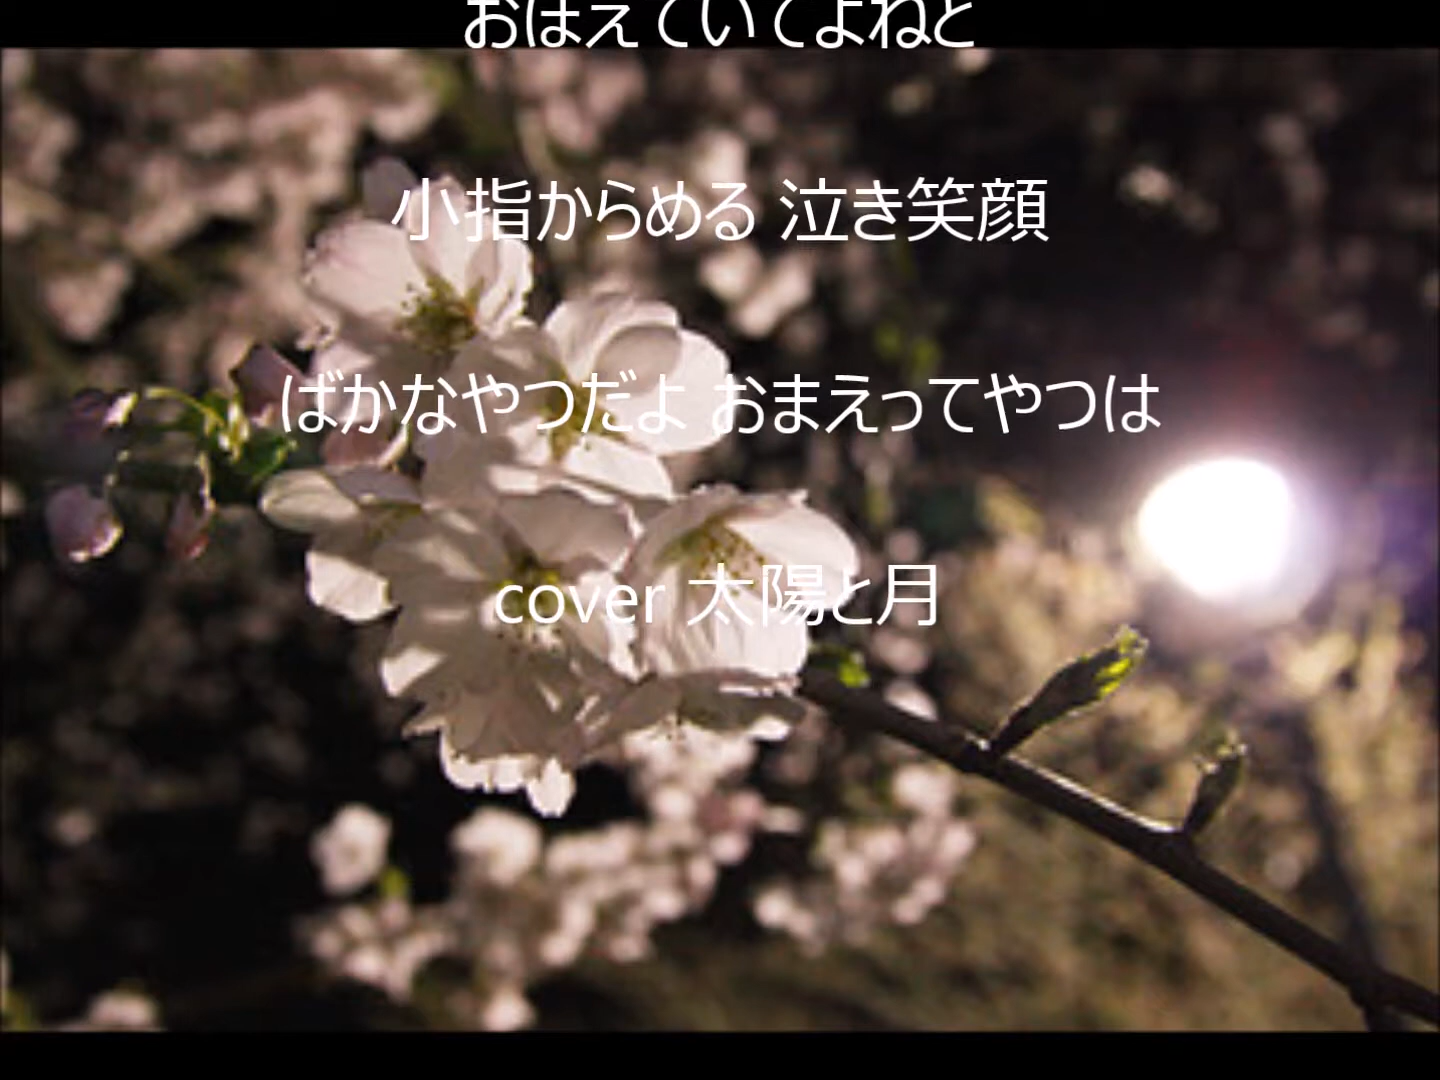 おぼえていてよねと
小指からめる 泣き笑顔
ばかなやつだよ おまえってやつは
cover 太陽と月